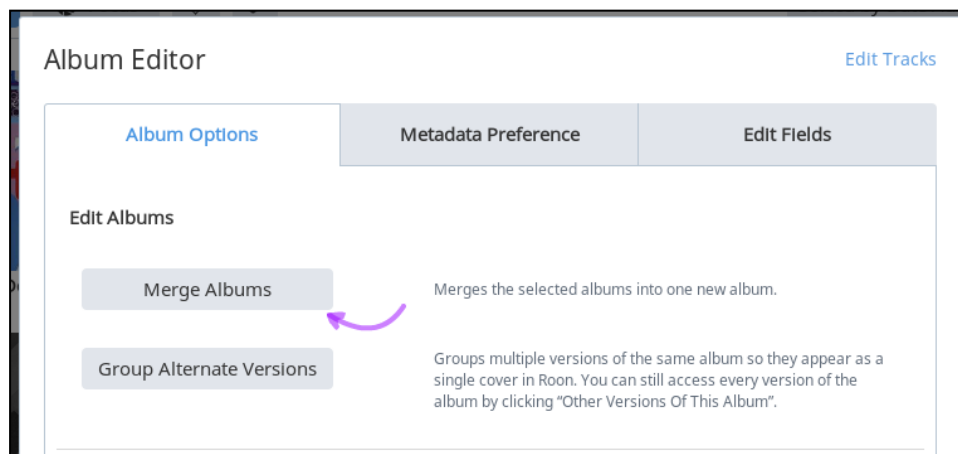 Album Editor
Edit Tracks
Album Options
Metadata Preference
Edit Fields
Edit Albums
Merge Albums
Merges the selected albums into one new album.
Group Alternate Versions
Groups multiple versions of the same album so they appear as a
single cover in Roon. You can still access every version of the
album by clicking “Other Versions Of This Album”.